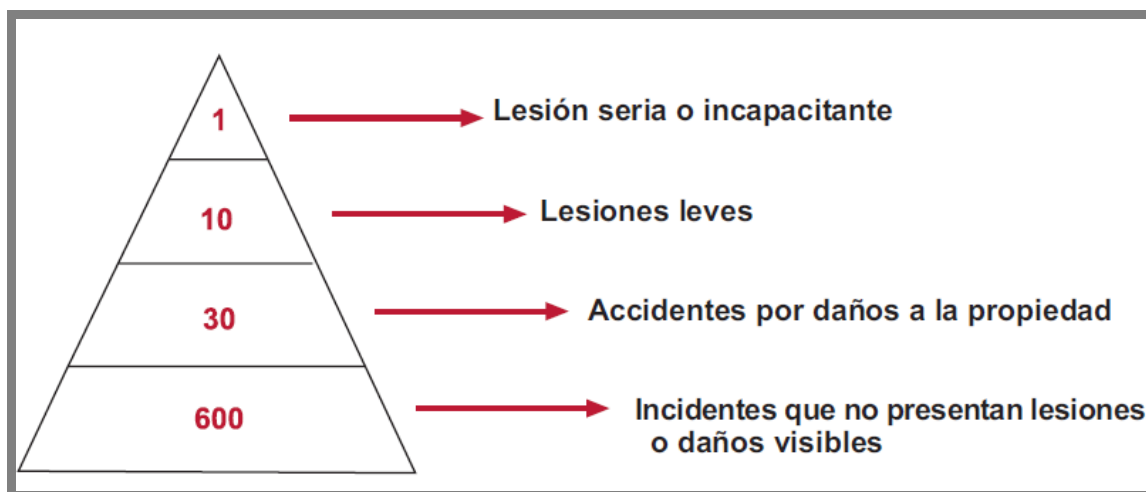 1
Lesión seria o incapacitante
10
Lesiones leves
30
Accidentes por daños a la propiedad
600
Incidentes que no presentan lesiones
o daños visibles